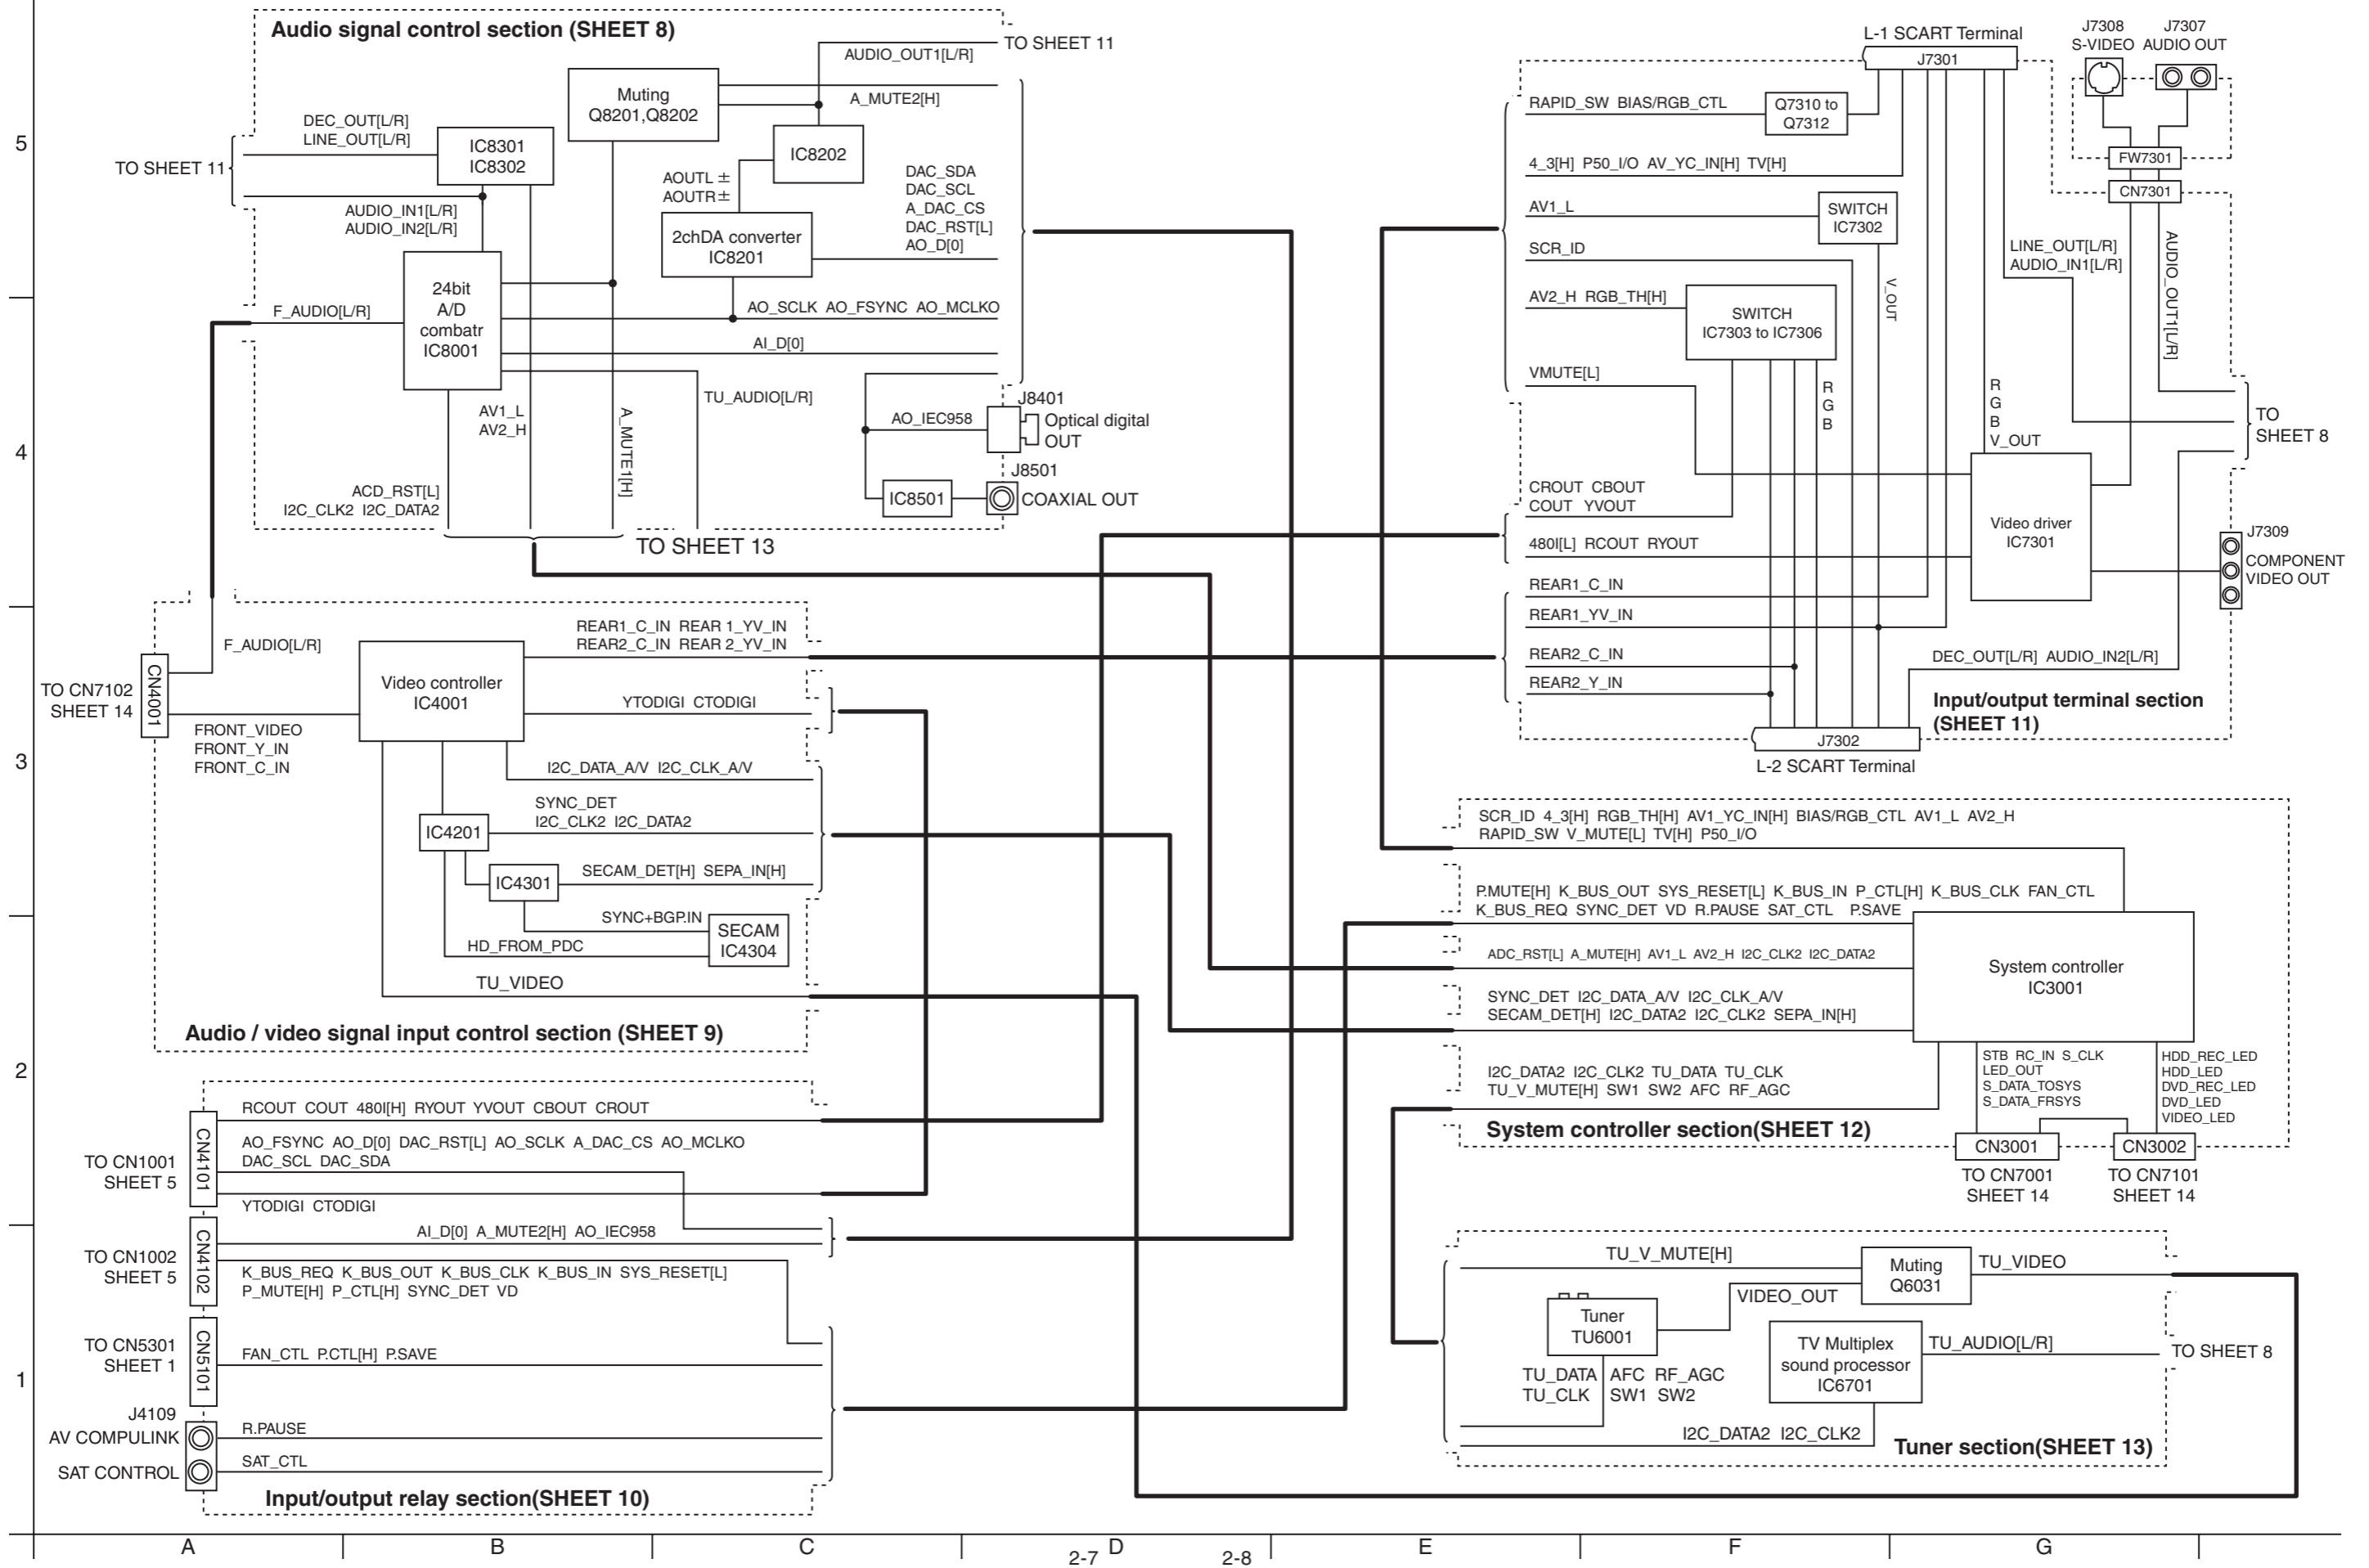 Audio signal control section (SHEET 8)
TO SHEET 11
AUDIO_OUT1[L/R]
Muting
Q8201,Q8202
A_MUTE2[H]
DEC_OUT[L/R]
LINE_OUT[L/R]
IC8301
IC8302
IC8202
TO SHEET 11
AOUTL ±
AOUTR±
DAC_SDA
DAC_SCL
A_DAC_CS
DAC_RST[L]
AO_D[0]
AUDIO_IN1[L/R]
AUDIO_IN2[L/R]
2chDA converter
IC8201
24bit
A/D
combatr
IC8001
F_AUDIO[L/R]
AO_SCLK AO_FSYNC AO_MCLKO
AI_D[0]
TU_AUDIO[L/R]
AV1_L
AV2_H
A_MUTE1[H]
J8401
AO_IEC958
Optical digital
OUT
J8501
IC8501
COAXIAL OUT
ACD_RST[L]
I2C_CLK2 I2C_DATA2
TO SHEET 13
L-1 SCART Terminal
J7301
J7308
S-VIDEO
J7307
AUDIO OUT
RAPID_SW BIAS/RGB_CTL
Q7310 to
Q7312
FW7301
CN7301
4_3[H] P50_I/O AV_YC_IN[H] TV[H]
AV1_L
SWITCH
IC7302
SCR_ID
LINE_OUT[L/R]
AUDIO_IN1[L/R]
AUDIO_OUT1[L/R]
V_OUT
AV2_H RGB_TH[H]
SWITCH
IC7303 to IC7306
VMUTE[L]
R
G
B
R
G
B
V_OUT
TO
SHEET 8
CROUT CBOUT
COUT YVOUT
480I[L] RCOUT RYOUT
Video driver
IC7301
J7309
COMPONENT
VIDEO OUT
REAR1_C_IN
REAR1_YV_IN
REAR2_C_IN
REAR2_Y_IN
DEC_OUT[L/R] AUDIO_IN2[L/R]
Input/output terminal section
(SHEET 11)
J7302
L-2 SCART Terminal
F_AUDIO[L/R]
CN4001
TO CN7102
SHEET 14
FRONT_VIDEO
FRONT_Y_IN
FRONT_C_IN
Video controller
IC4001
REAR1_C_IN REAR 1_YV_IN
REAR2_C_IN REAR 2_YV_IN
YTODIGI CTODIGI
I2C_DATA_A/V I2C_CLK_A/V
SYNC_DET
I2C_CLK2 I2C_DATA2
IC4201
IC4301
SECAM_DET[H] SEPA_IN[H]
SYNC+BGP.IN
HD_FROM_PDC
SECAM
IC4304
TU_VIDEO
Audio / video signal input control section (SHEET 9)
SCR_ID 4_3[H] RGB_TH[H] AV1_YC_IN[H] BIAS/RGB_CTL AV1_L AV2_H
RAPID_SW V_MUTE[L] TV[H] P50_I/O
P.MUTE[H] K_BUS_OUT SYS_RESET[L] K_BUS_IN P_CTL[H] K_BUS_CLK FAN_CTL
K_BUS_REQ SYNC_DET VD R.PAUSE SAT_CTL P.SAVE
ADC_RST[L] A_MUTE[H] AV1_L AV2_H I2C_CLK2 I2C_DATA2
System controller
IC3001
SYNC_DET I2C_DATA_A/V I2C_CLK_A/V
SECAM_DET[H] I2C_DATA2 I2C_CLK2 SEPA_IN[H]
I2C_DATA2 I2C_CLK2 TU_DATA TU_CLK
TU_V_MUTE[H] SW1 SW2 AFC RF_AGC
STB RC_IN S_CLK
LED_OUT
S_DATA_TOSYS
S_DATA_FRSYS
HDD_REC_LED
HDD_LED
DVD_REC_LED
DVD_LED
VIDEO_LED
System controller section(SHEET 12)
CN3001
TO CN7001
SHEET 14
CN3002
TO CN7101
SHEET 14
RCOUT COUT 480I[H] RYOUT YVOUT CBOUT CROUT
AO_FSYNC AO_D[0] DAC_RST[L] AO_SCLK A_DAC_CS AO_MCLKO
DAC_SCL DAC_SDA
CN4101
TO CN1001
SHEET 5
YTODIGI CTODIGI
AI_D[0] A_MUTE2[H] AO_IEC958
CN4102
TO CN1002
SHEET 5
K_BUS_REQ K_BUS_OUT K_BUS_CLK K_BUS_IN SYS_RESET[L]
P_MUTE[H] P_CTL[H] SYNC_DET VD
CN5101
TO CN5301
SHEET 1
FAN_CTL P.CTL[H] P.SAVE
J4109
AV COMPULINK
R.PAUSE
SAT CONTROL
SAT_CTL
Input/output relay section(SHEET 10)
TU_V_MUTE[H]
Muting
Q6031
TU_VIDEO
VIDEO_OUT
Tuner
TU6001
TV Multiplex
sound processor
IC6701
TU_AUDIO[L/R]
TO SHEET 8
TU_DATA
TU_CLK
AFC RF_AGC
SW1 SW2
I2C_DATA2 I2C_CLK2
Tuner section(SHEET 13)
5
4
3
2
1
A B C D E F G
2-7 2-8